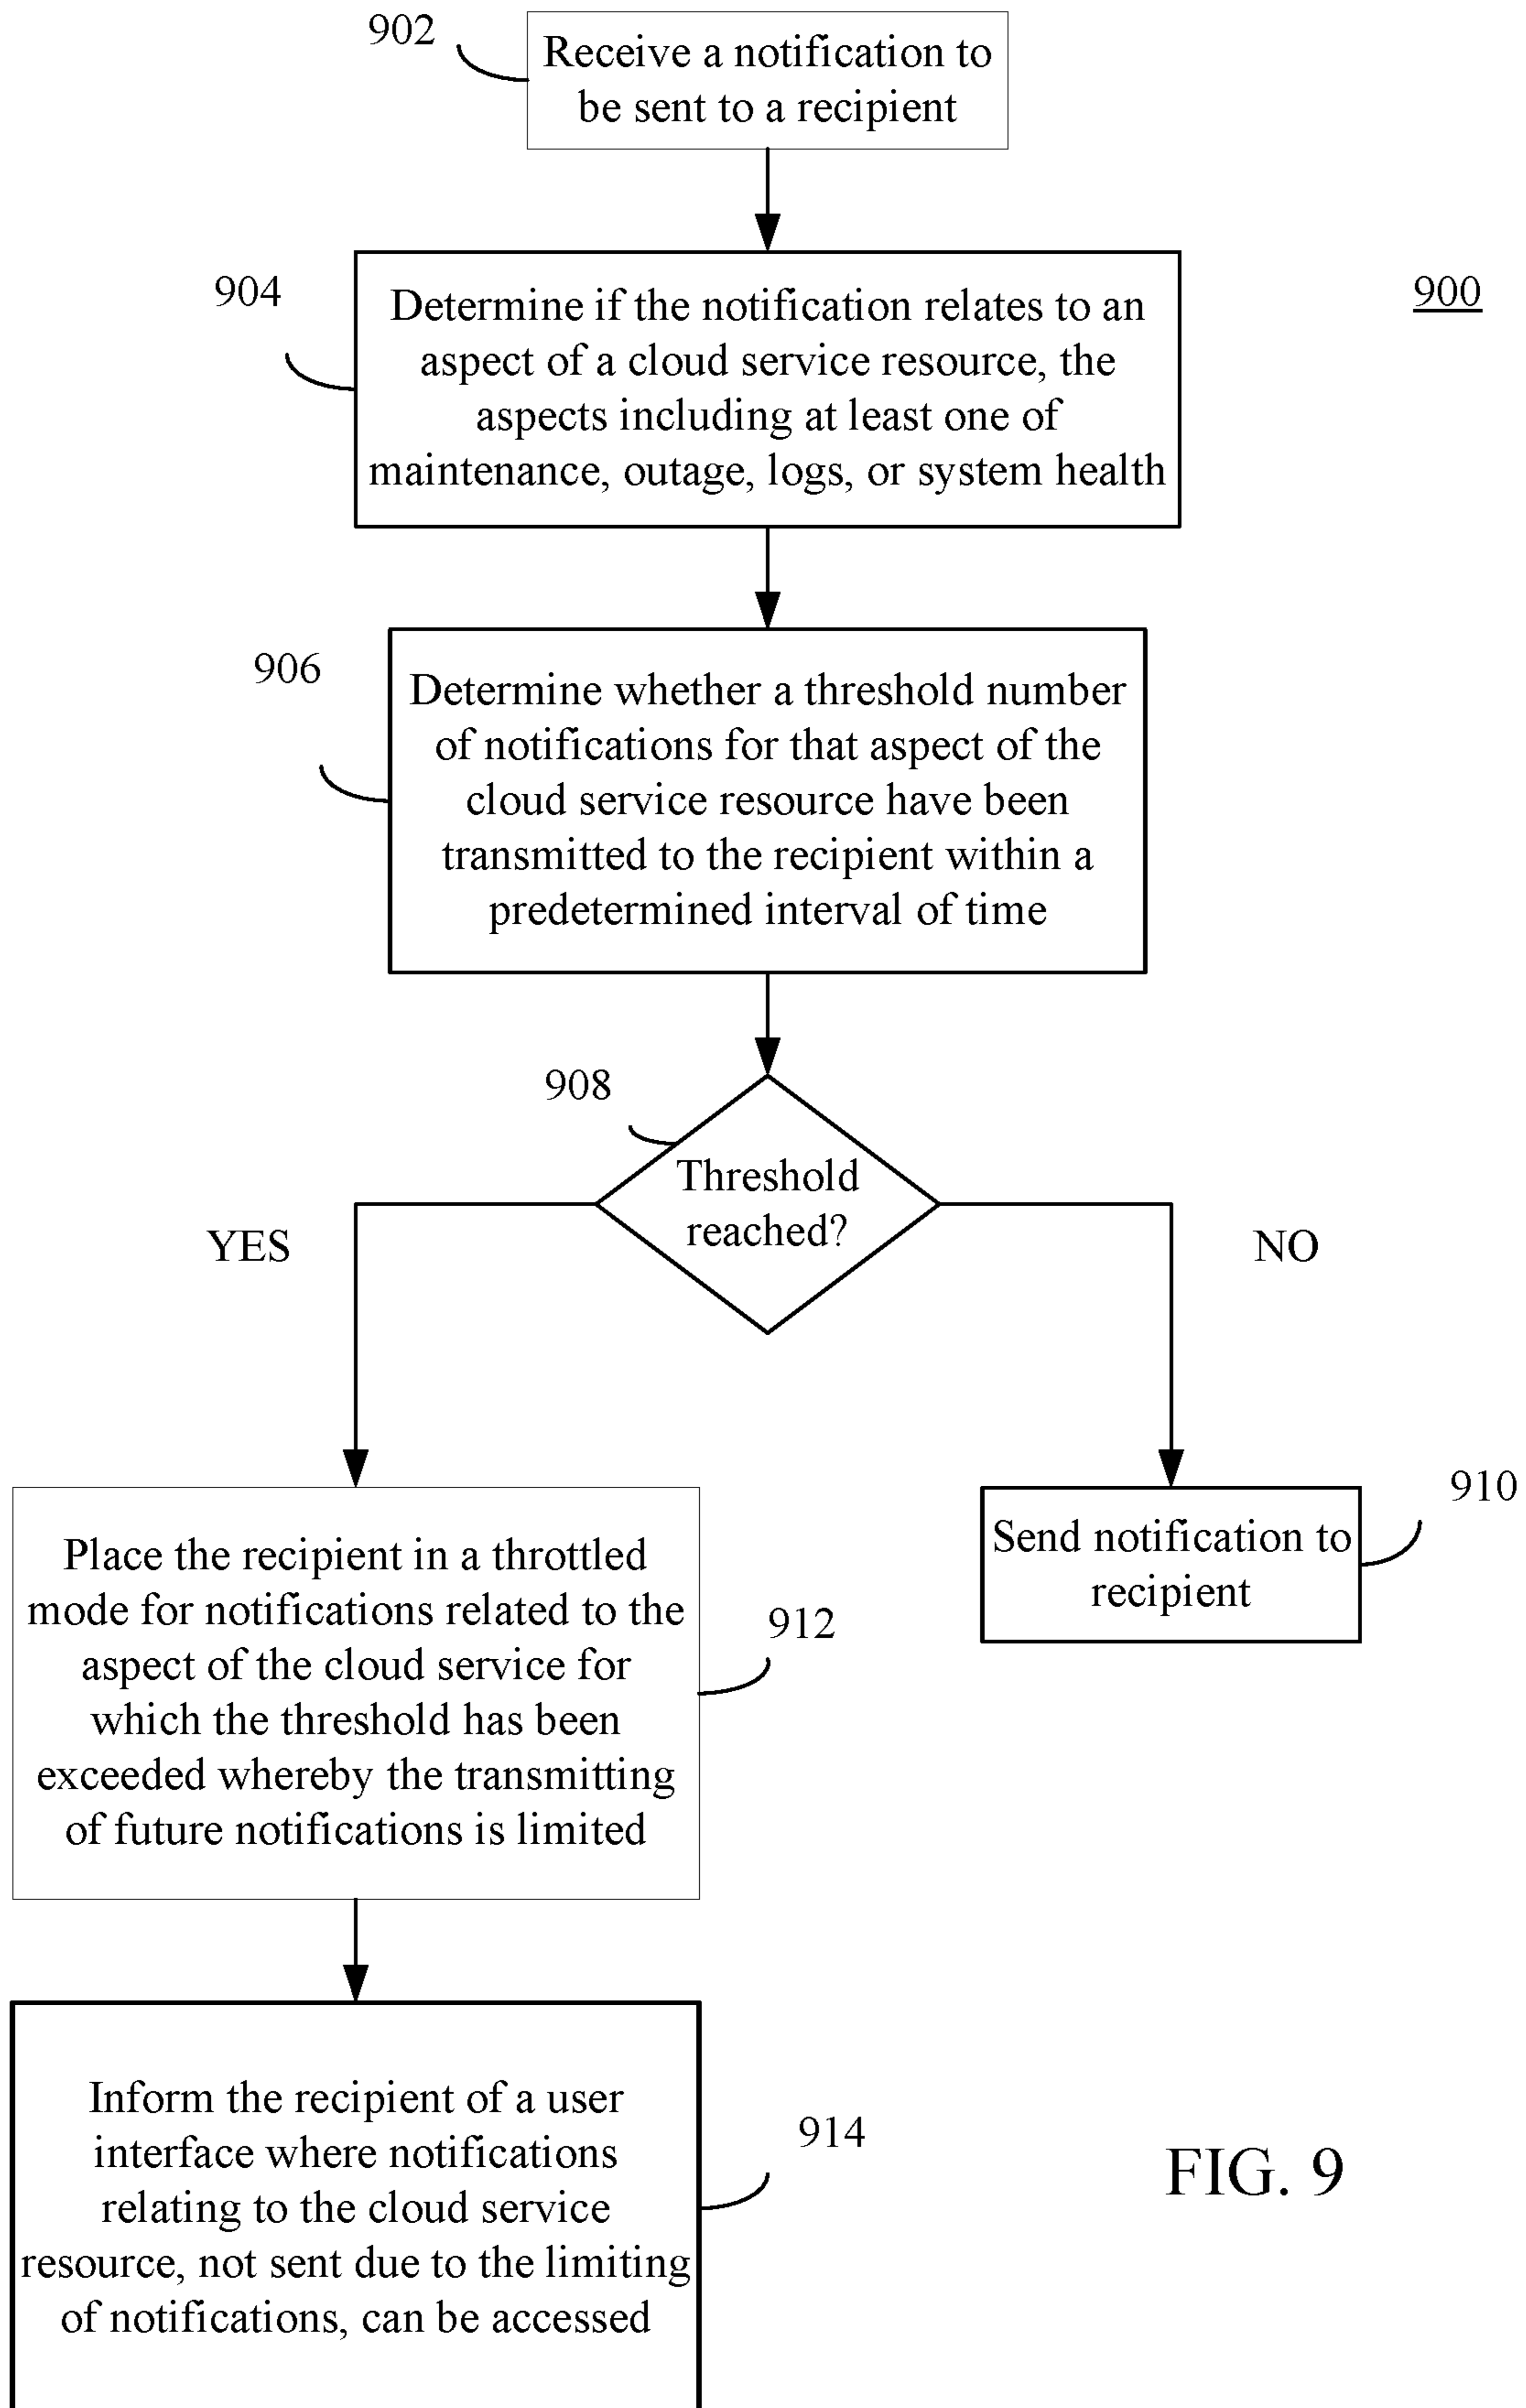 902
Receive a notification to
be sent to a recipient
904
900
Determine if the notification relates to an
aspect of a cloud service resource, the
aspects including at least one of
maintenance, outage, logs, or system health
906
Determine whether a threshold number
of notifications for that aspect of the
cloud service resource have been
transmitted to the recipient within a
predetermined interval of time
908
Threshold
reached?
YES
NO
910
Send notification to
recipient
Place the recipient in a throttled
mode for notifications related to the
aspect of the cloud service for
which the threshold has been
exceeded whereby the transmitting
of future notifications is limited
912
Inform the recipient of a user
interface where notifications
relating to the cloud service
resource, not sent due to the limiting
of notifications, can be accessed
914
FIG. 9